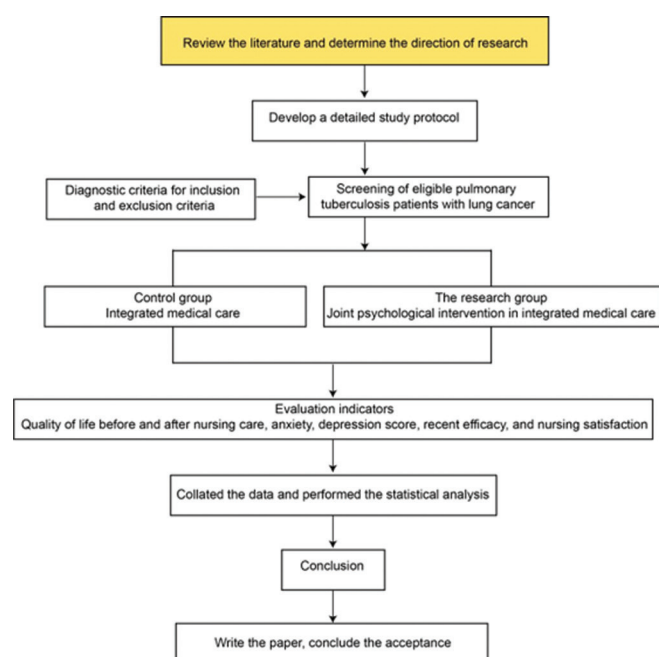 Review the literature and determine the direction of research
Develop a detailed study protocol
Diagnostic criteria for inclusion
and exclusion criteria
Screening of eligible pulmonary
tuberculosis patients with lung cancer
Control group
Integrated medical care
The research group
Joint psychological intervention in integrated medical care
Evaluation indicators
Quality of life before and after nursing care, anxiety, depression score, recent efficacy, and nursing satisfaction
Collated the data and performed the statistical analysis
Conclusion
Write the paper, conclude the acceptance